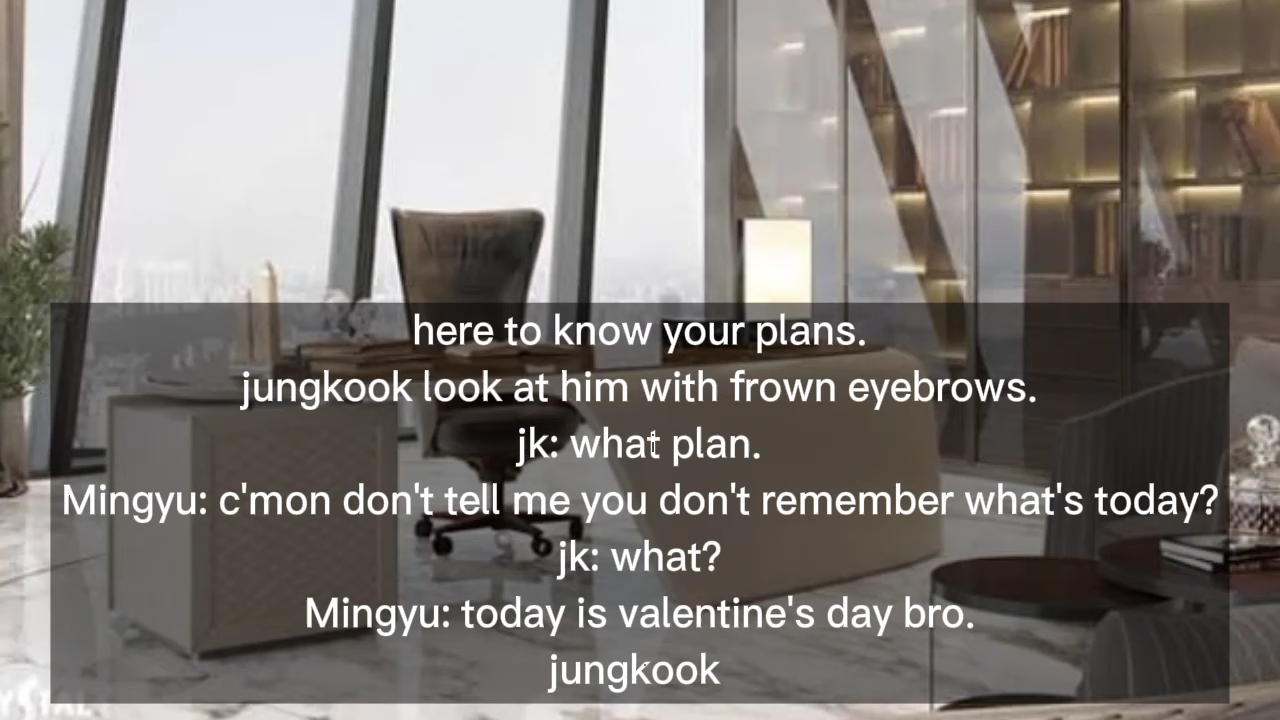 here to know your plans.
jungkook look at him with frown eyebrows.
jk: what plan.
Mingyu: c'mon don't tell me you don't remember what's today?
jk: what?
Mingyu: today is valentine's day bro.
jungkook